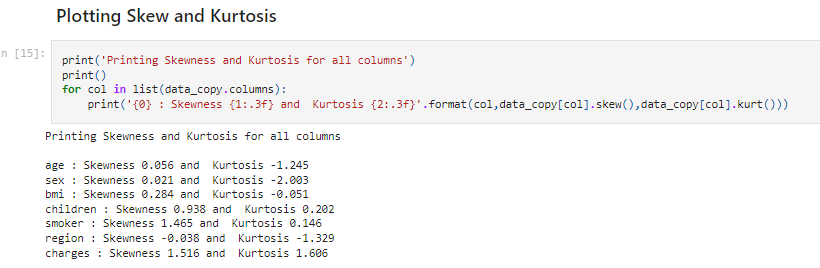 Plotting Skew and Kurtosis
n [15]:
print('Printing Skewness and Kurtosis for all columns')
print()
for col in list(data_copy.columns):
    print('{0} : Skewness {1:.3f} and  Kurtosis {2:.3f}'.format(col,data_copy[col].skew(),data_copy[col].kurt()))
Printing Skewness and Kurtosis for all columns
age : Skewness 0.056 and  Kurtosis -1.245
sex : Skewness 0.021 and  Kurtosis -2.003
bmi : Skewness 0.284 and  Kurtosis -0.051
children : Skewness 0.938 and  Kurtosis 0.202
smoker : Skewness 1.465 and  Kurtosis 0.146
region : Skewness -0.038 and  Kurtosis -1.329
charges : Skewness 1.516 and  Kurtosis 1.606